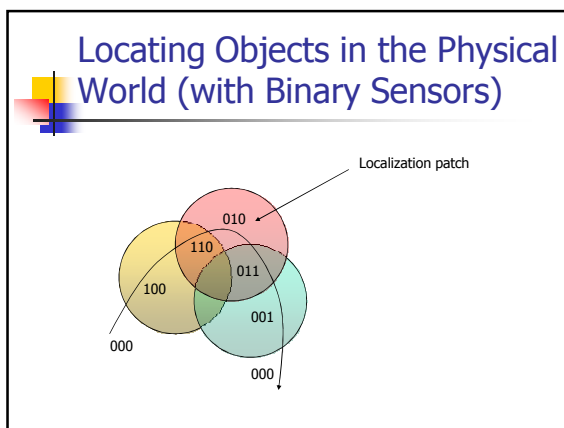 Locating Objects in the Physical
World (with Binary Sensors)
Localization patch
010
110
011
100
001
000
000